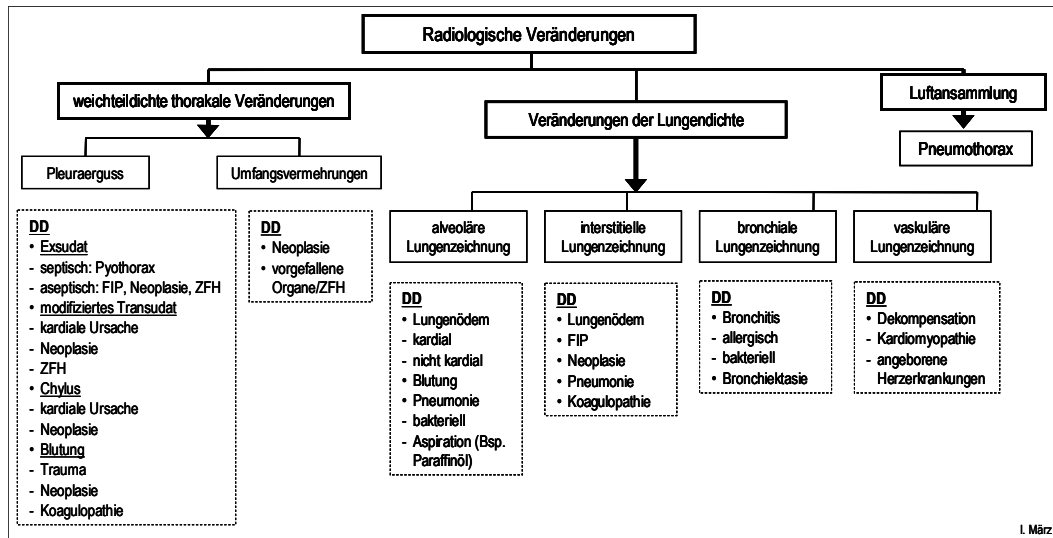 Radiologische Veränderungen
weichteildichte thorakale Veränderungen
Veränderungen der Lungendichte
Luftansammlung
Pneumothorax
Pleuraerguss
Umfangsvermehrungen
DD
• Exsudat
- septisch: Pyothorax
- aseptisch: FIP, Neoplasie, ZFH
• modifiziertes Transudat
- kardiale Ursache
- Neoplasie
- ZFH
• Chylus
- kardiale Ursache
- Neoplasie
• Blutung
- Trauma
- Neoplasie
- Koagulopathie
DD
• Neoplasie
• vorgefallene
Organe/ZFH
alveoläre
Lungenzeichnung
DD
• Lungenödem
- kardial
- nicht kardial
• Blutung
• Pneumonie
- bakteriell
- Aspiration (Bsp.
Paraffinöl)
interstitielle
Lungenzeichnung
DD
• Lungenödem
• FIP
• Neoplasie
• Pneumonie
• Koagulopathie
bronchiale
Lungenzeichnung
DD
• Bronchitis
- allergisch
- bakteriell
• Bronchiektasie
vaskuläre
Lungenzeichnung
DD
• Dekompensation
- Kardiomyopathie
- angeborene
Herzerkrankungen
I. März